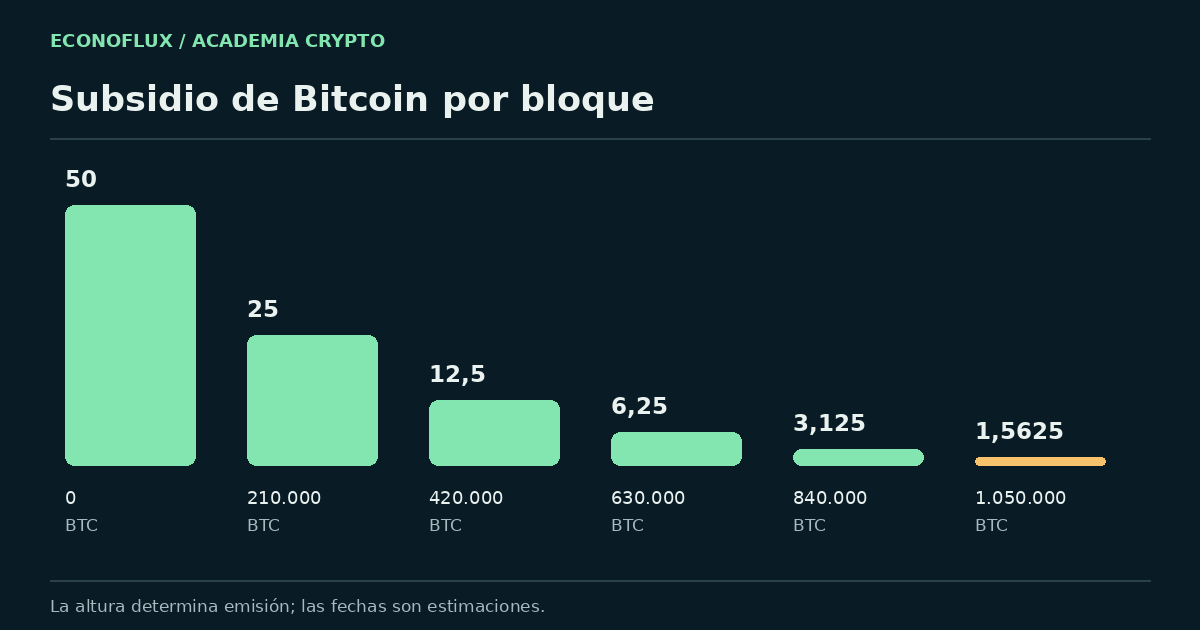 ECONOFLUX / ACADEMIA CRYPTO
Subsidio de Bitcoin por bloque
50
25
12,5
6,25
3,125
1,5625
0
210.000
420.000
630.000
840.000
1.050.000
BTC
BTC
BTC
BTC
BTC
BTC
La altura determina emisión; las fechas son estimaciones.